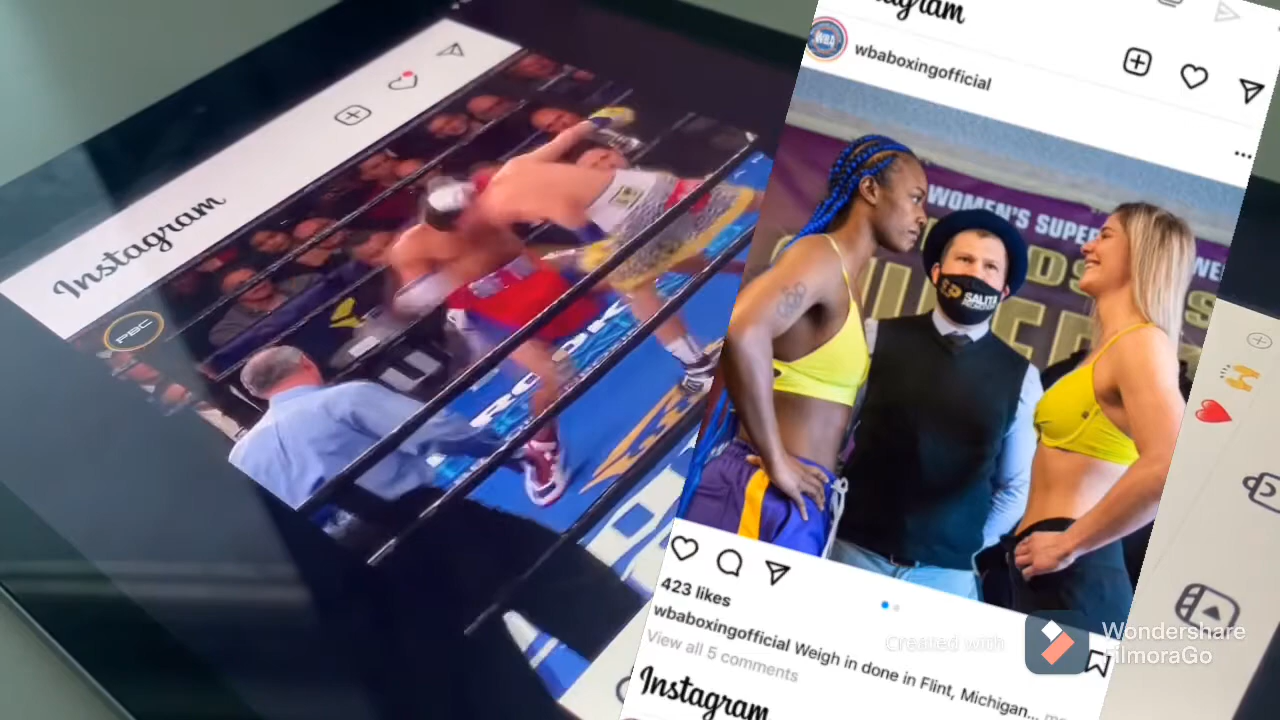 Instagram
PBC
Instagram
WBA
wbaboxingofficial
WOMEN'S SUPER
SALITA
423 likes
wbaboxingofficial Weigh in done in Flint, Michigan...
View all 5 comments
Instagram
Created with
Wondershare
FilmoraGo